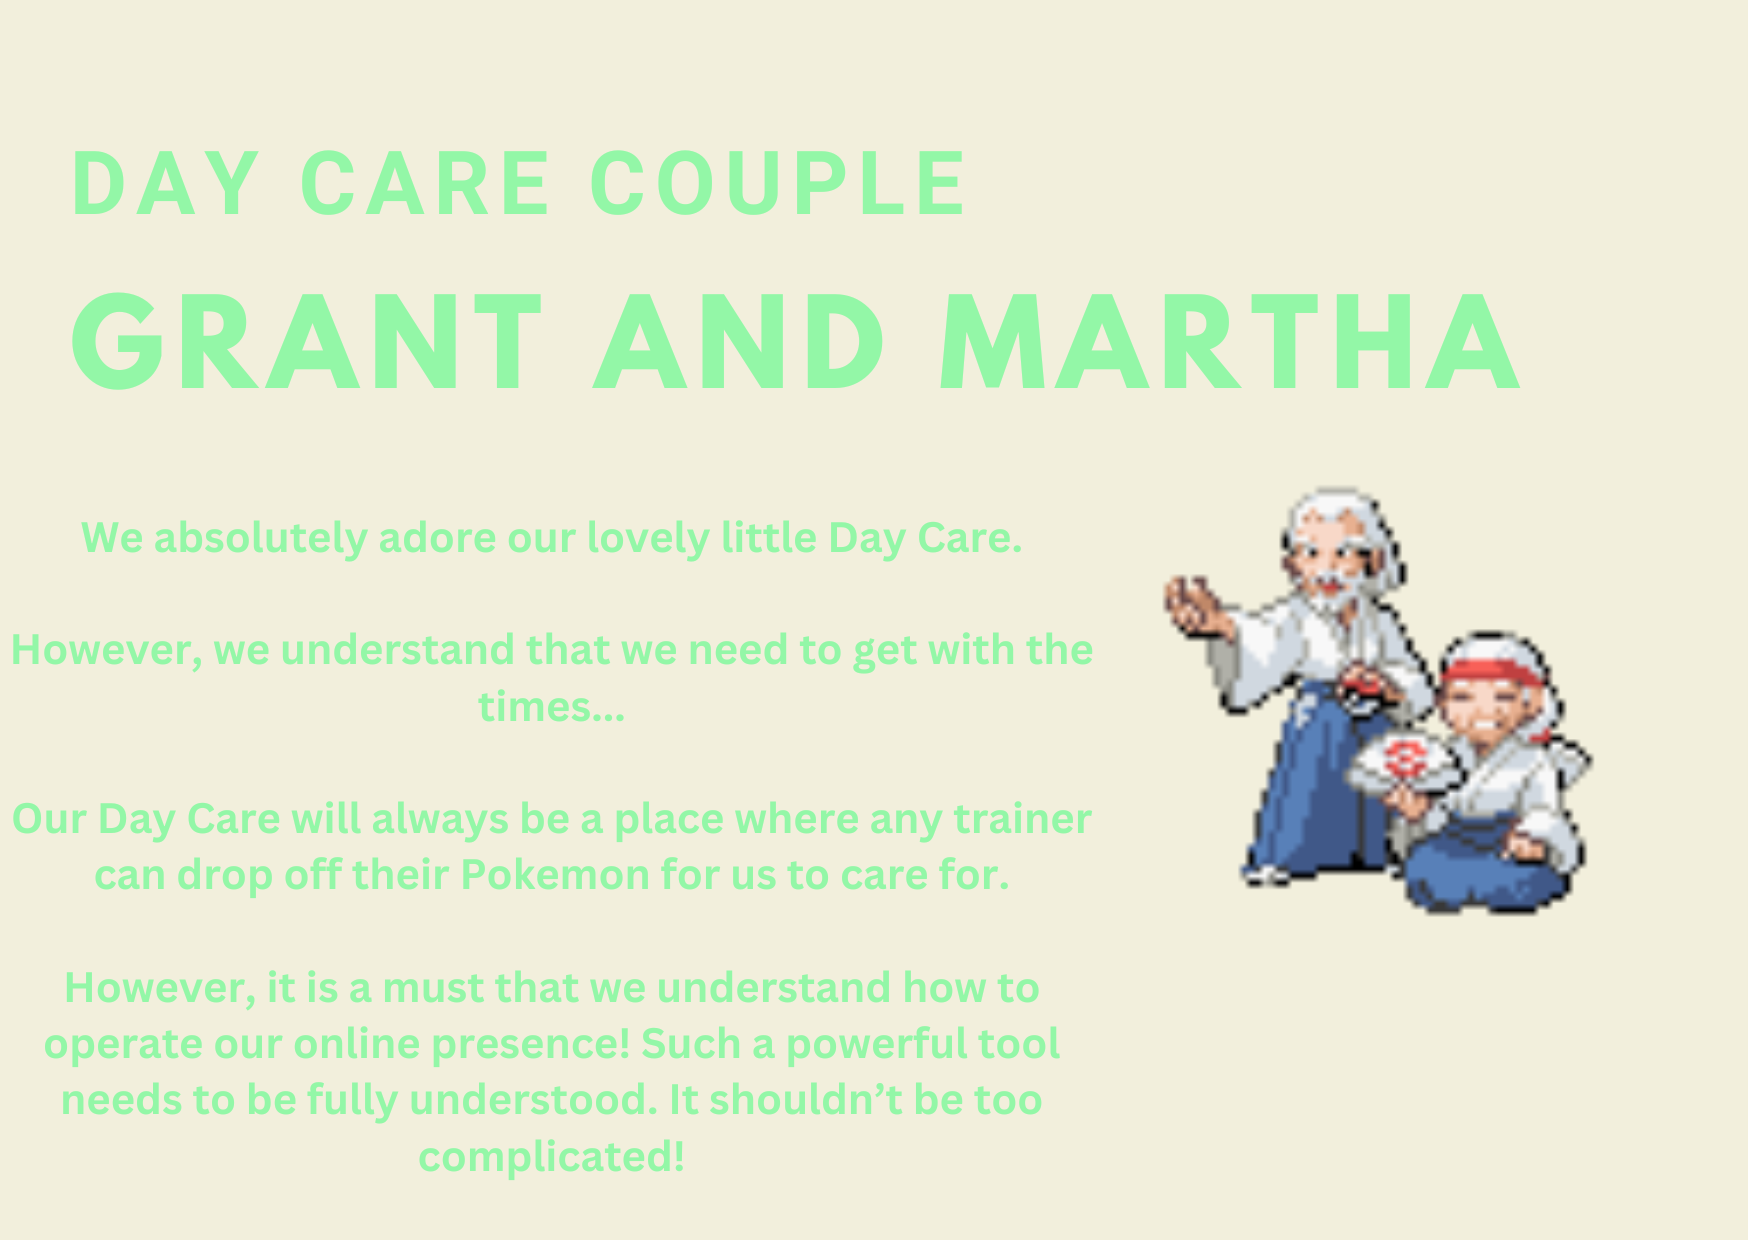 DAY CARE COUPLE
GRANT AND MARTHA
We absolutely adore our lovely little Day Care.
However, we understand that we need to get with the
times...
Our Day Care will always be a place where any trainer
can drop off their Pokemon for us to care for.
However, it is a must that we understand how to
operate our online presence! Such a powerful tool
needs to be fully understood. It shouldn’t be too
complicated!